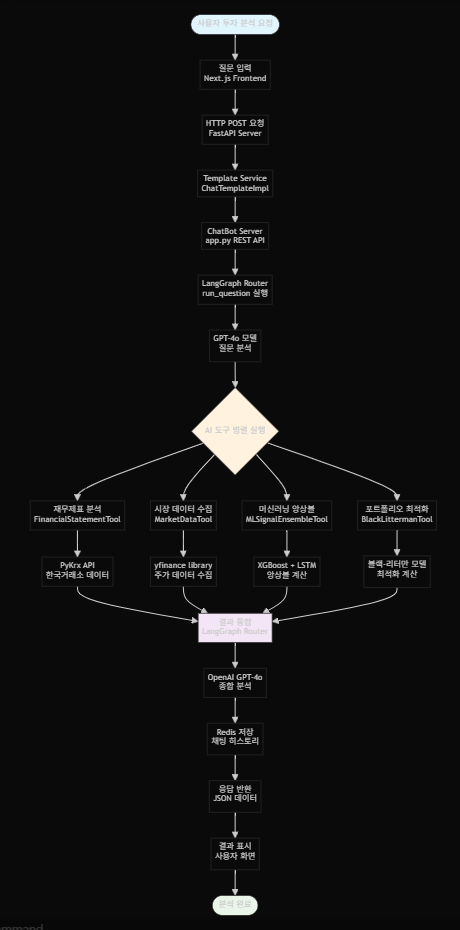 사용자 투자 분석 요청
질문 입력
Next.js Frontend
HTTP POST 요청
FastAPI Server
Template Service
ChatTemplateImpl
ChatBot Server
app.py REST API
LangGraph Router
run_question 실행
GPT-4o 모델
질문 분석
AI 도구 병렬 실행
재무제표 분석
FinancialStatementTool
시장 데이터 수집
MarketDataTool
머신러닝 앙상블
MLSignalEnsembleTool
포트폴리오 최적화
BlackLittermanTool
PyKrx API
한국거래소 데이터
yfinance library
주가 데이터 수집
XGBoost + LSTM
앙상블 계산
블랙-리터만 모델
최적화 계산
결과 통합
LangGraph Router
OpenAI GPT-4o
종합 분석
Redis 저장
채팅 히스토리
응답 반환
JSON 데이터
결과 표시
사용자 화면
분석 완료